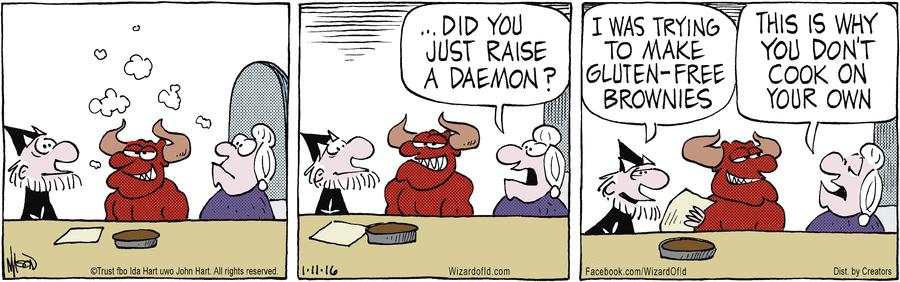 MASON
©Trust fbo Ida Hart uwo John Hart. All rights reserved.
...DID YOU
JUST RAISE
A DAEMON?
1·11·16
WizardofId.com
I WAS TRYING
TO MAKE
GLUTEN-FREE
BROWNIES
THIS IS WHY
YOU DON'T
COOK ON
YOUR OWN
Facebook.com/WizardOfId
Dist. by Creators